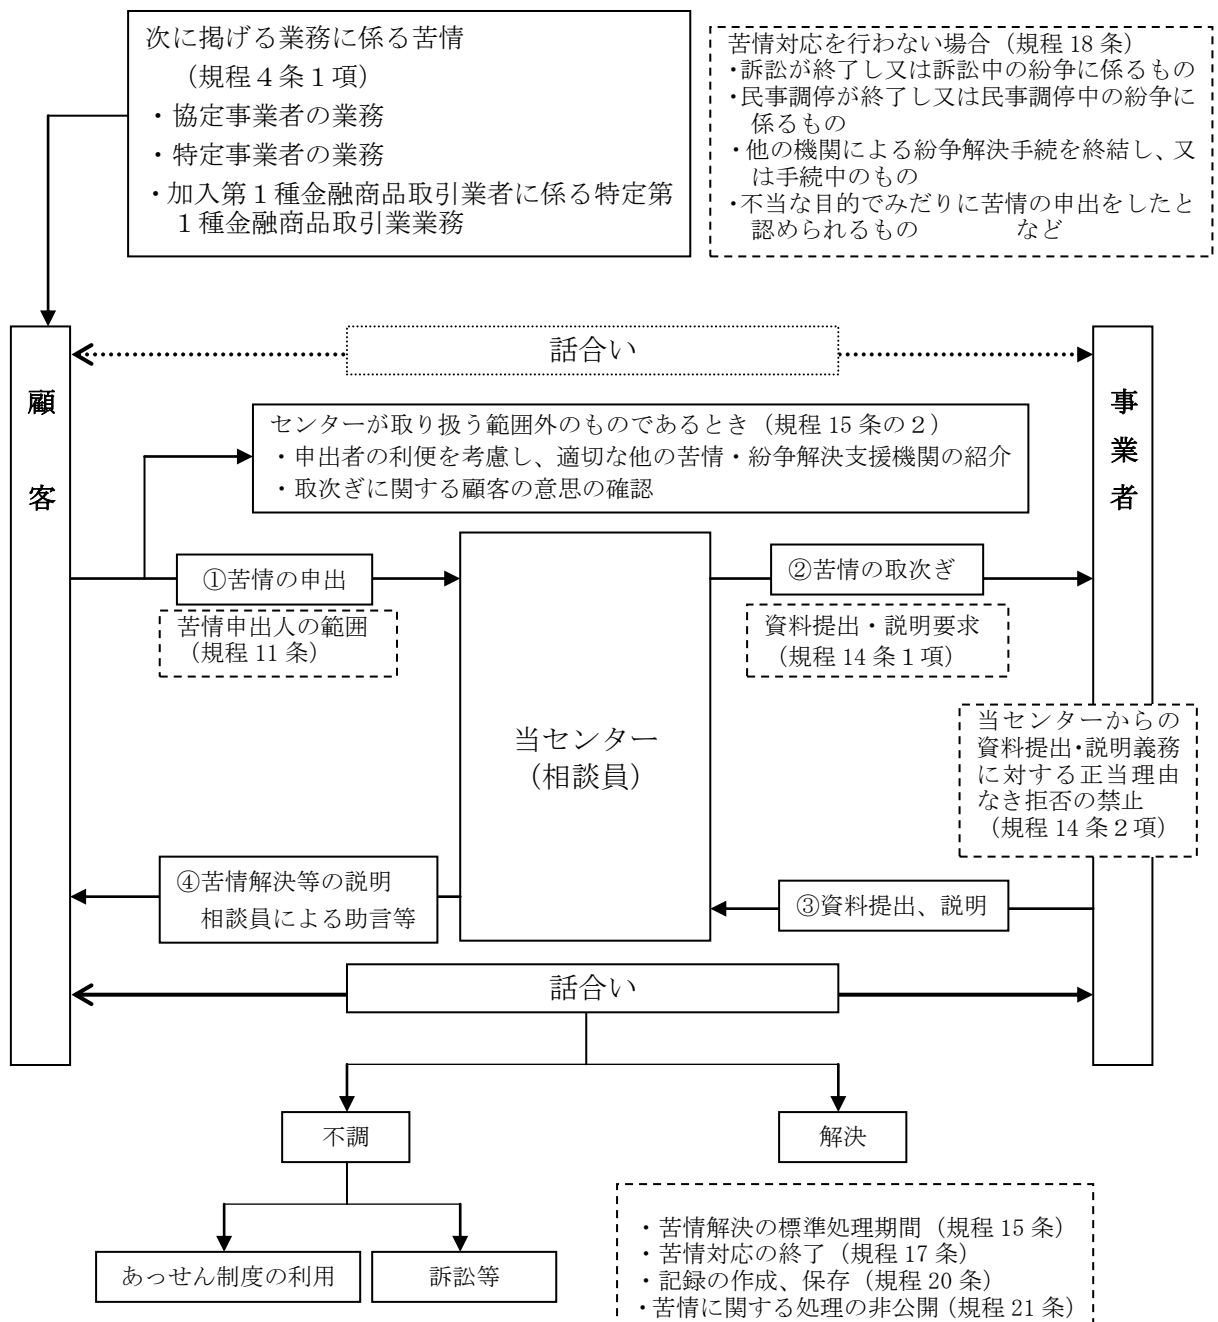 次に掲げる業務に係る苦情
（規程４条１項）
・協定事業者の業務
・特定事業者の業務
・加入第１種金融商品取引業者に係る特定第
１種金融商品取引業業務
苦情対応を行わない場合（規程 18 条）
・訴訟が終了し又は訴訟中の紛争に係るもの
・民事調停が終了し又は民事調停中の紛争に
係るもの
・他の機関による紛争解決手続を終結し、又
は手続中のもの
・不当な目的でみだりに苦情の申出をしたと
認められるもの　　　　など
話合い
顧客
事業者
センターが取り扱う範囲外のものであるとき（規程 15 条の２）
・申出者の利便を考慮し、適切な他の苦情・紛争解決支援機関の紹介
・取次ぎに関する顧客の意思の確認
①苦情の申出
②苦情の取次ぎ
苦情申出人の範囲
（規程 11 条）
資料提出・説明要求
（規程 14 条１項）
当センター
（相談員）
当センターからの
資料提出・説明義務
に対する正当理由
なき拒否の禁止
（規程 14 条２項）
④苦情解決等の説明
相談員による助言等
③資料提出、説明
話合い
不調
解決
あっせん制度の利用
訴訟等
・苦情解決の標準処理期間（規程 15 条）
・苦情対応の終了（規程 17 条）
・記録の作成、保存（規程 20 条）
・苦情に関する処理の非公開（規程 21 条）